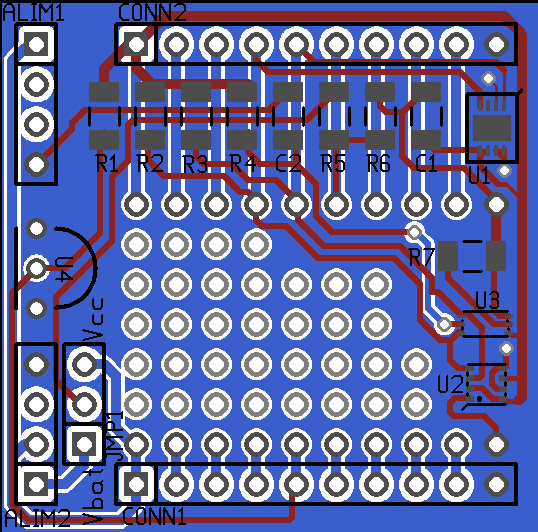 ALIM1 CONN2
R1 R2 R3 R4 C2 R5 R6 C1 U1
U4
R7
Vcc
U3
U2
JMP1
Vbat
ALIM2 CONN1